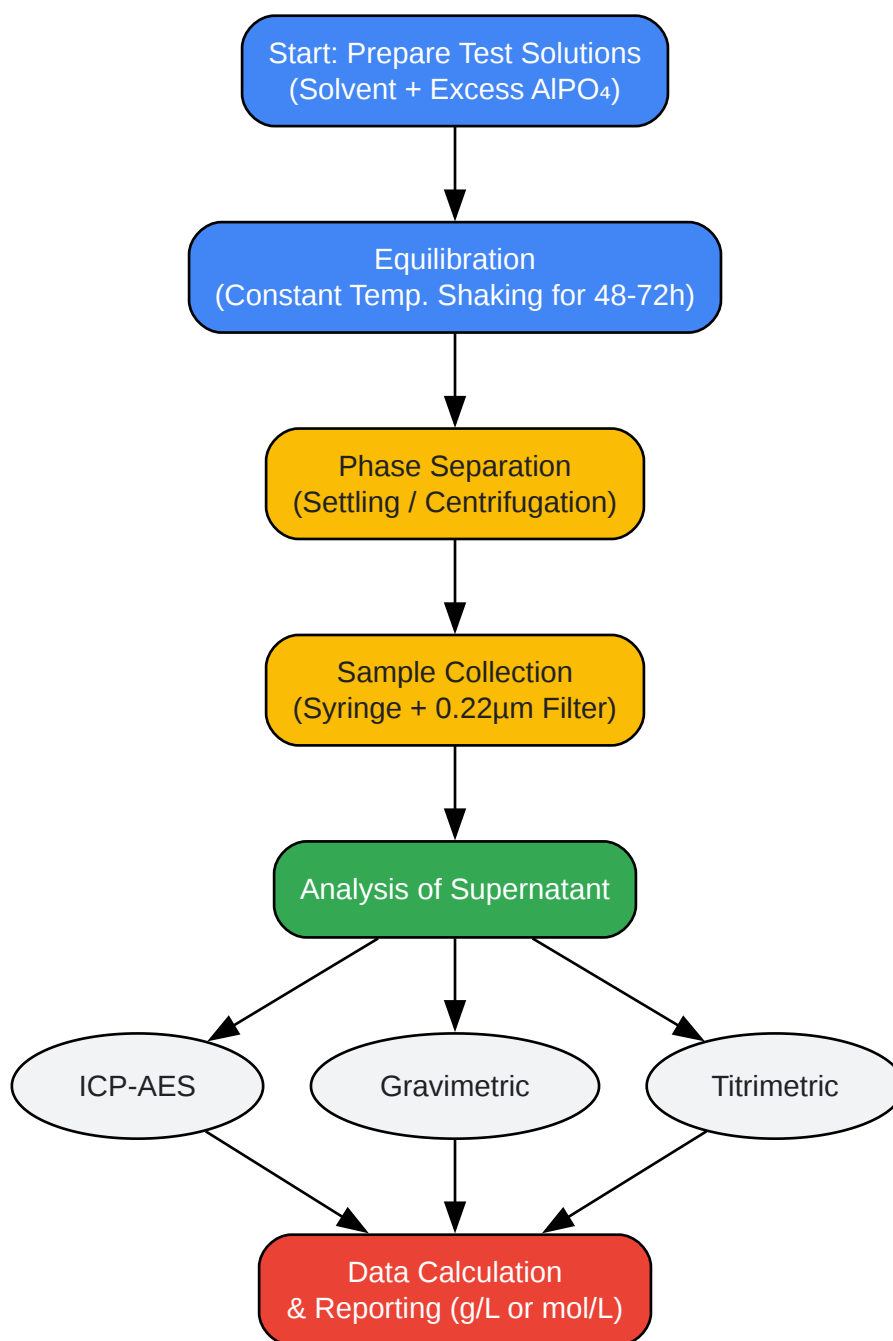 Start: Prepare Test Solutions
(Solvent + Excess AlPO₄)
Equilibration
(Constant Temp. Shaking for 48-72h)
Phase Separation
(Settling / Centrifugation)
Sample Collection
(Syringe + 0.22µm Filter)
Analysis of Supernatant
ICP-AES
Gravimetric
Titrimetric
Data Calculation
& Reporting (g/L or mol/L)